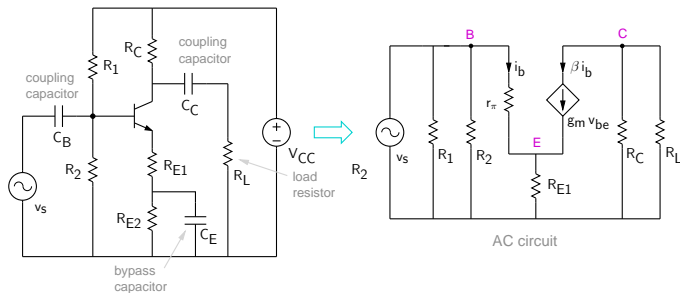 R1
RC
coupling
capacitor
coupling
capacitor
CB
CC
R2
RE1
RE2
CE
RL
load
resistor
VCC
vs
bypass
capacitor
B
C
ib
βib
rπ
gm vbe
E
vs
R1
R2
R2
RE1
RC
RL
AC circuit